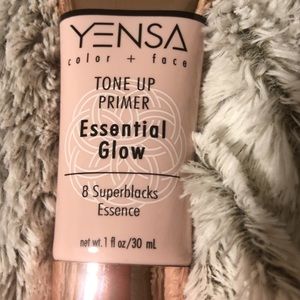 YENSA
color + face
TONE UP
PRIMER
Essential
Glow
8 Superblacks
Essence
net wt. 1 fl oz/30 mL